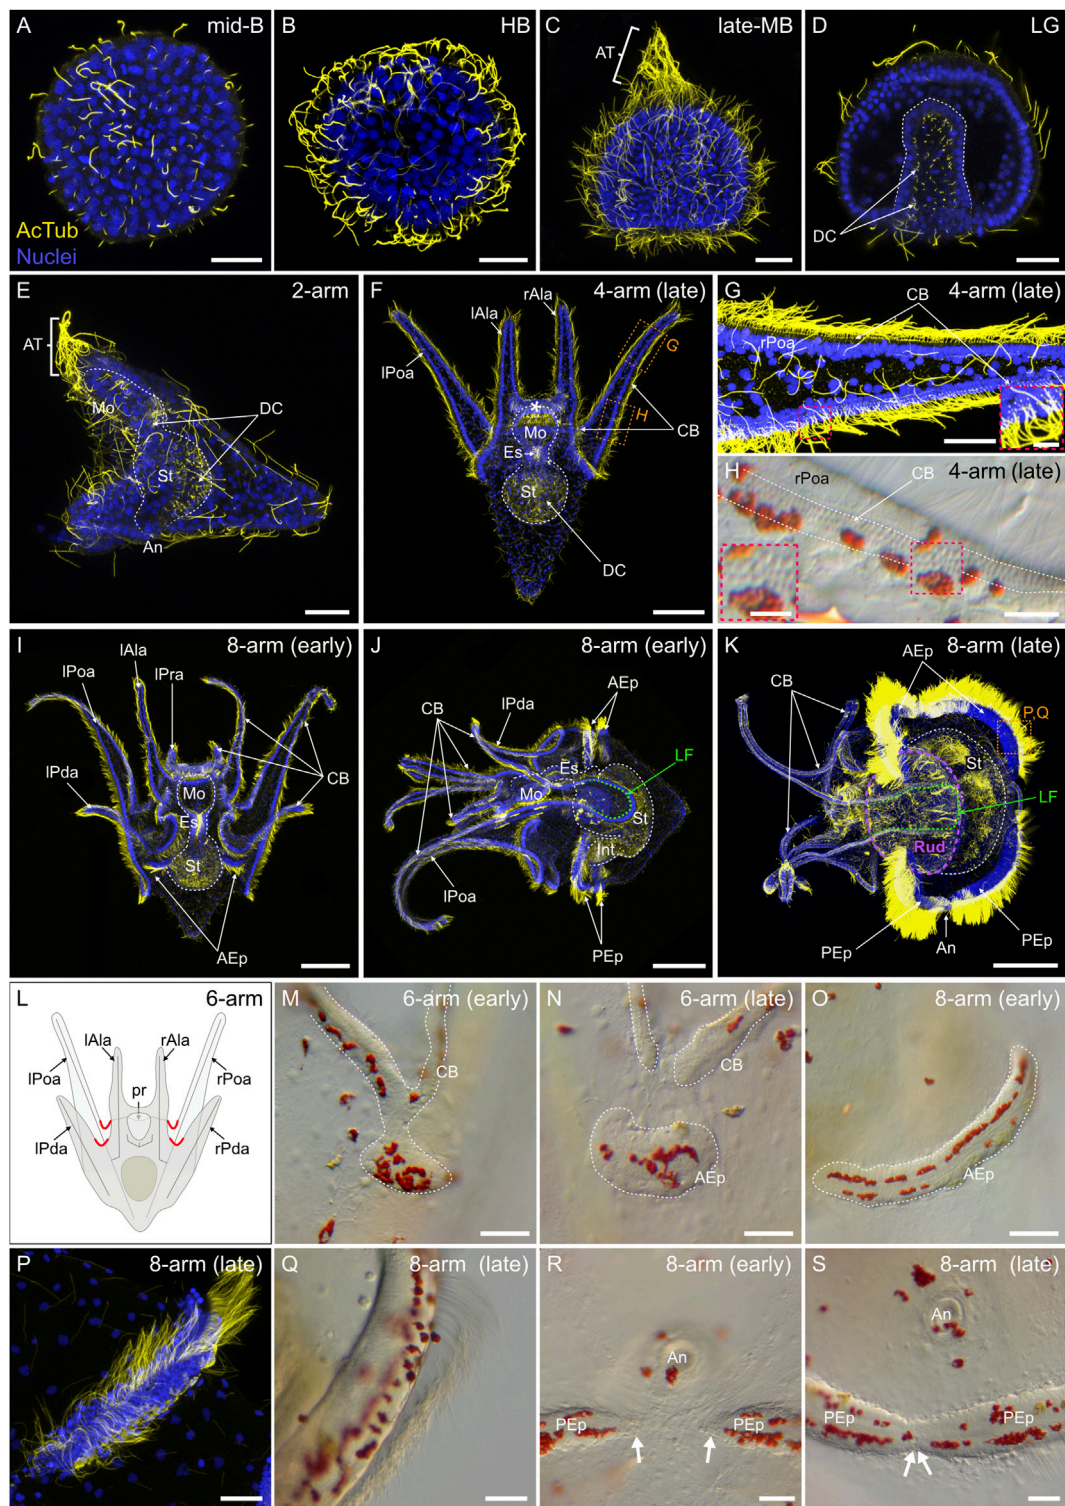 A mid-B
B HB
C late-MB
AT
D LG
DC
AcTub
Nuclei
E 2-arm
AT
Mo
DC
St
An
F 4-arm (late)
rAla
lAla
lPoa
G
H
*
Mo
CB
Es
St
DC
G CB 4-arm (late)
rPoa
H 4-arm (late)
rPoa
CB
I 8-arm (early)
lAla
lPoa
lPra
CB
lPda
Mo
Es
St
AEp
J 8-arm (early)
AEp
lPda
CB
Es
LF
Mo
St
Int
lPoa
PEp
K 8-arm (late)
AEp
CB
P,Q
St
LF
Rud
PEp
An
PEp
L 6-arm
lAla rAla
lPoa rPoa
pr
lPda rPda
M 6-arm (early)
CB
N 6-arm (late)
CB
AEp
O 8-arm (early)
AEp
P 8-arm (late)
Q 8-arm (late)
R 8-arm (early)
An
PEp PEp
S 8-arm (late)
An
PEp PEp